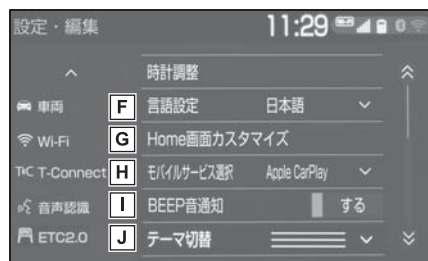 設定・編集
11:29
時計調整
車両
F
言語設定
日本語
Wi-Fi
G
Home画面カスタマイズ
T-Connect
H
モバイルサービス選択
Apple CarPlay
音声認識
I
BEEP音通知
する
ETC2.0
J
テーマ切替